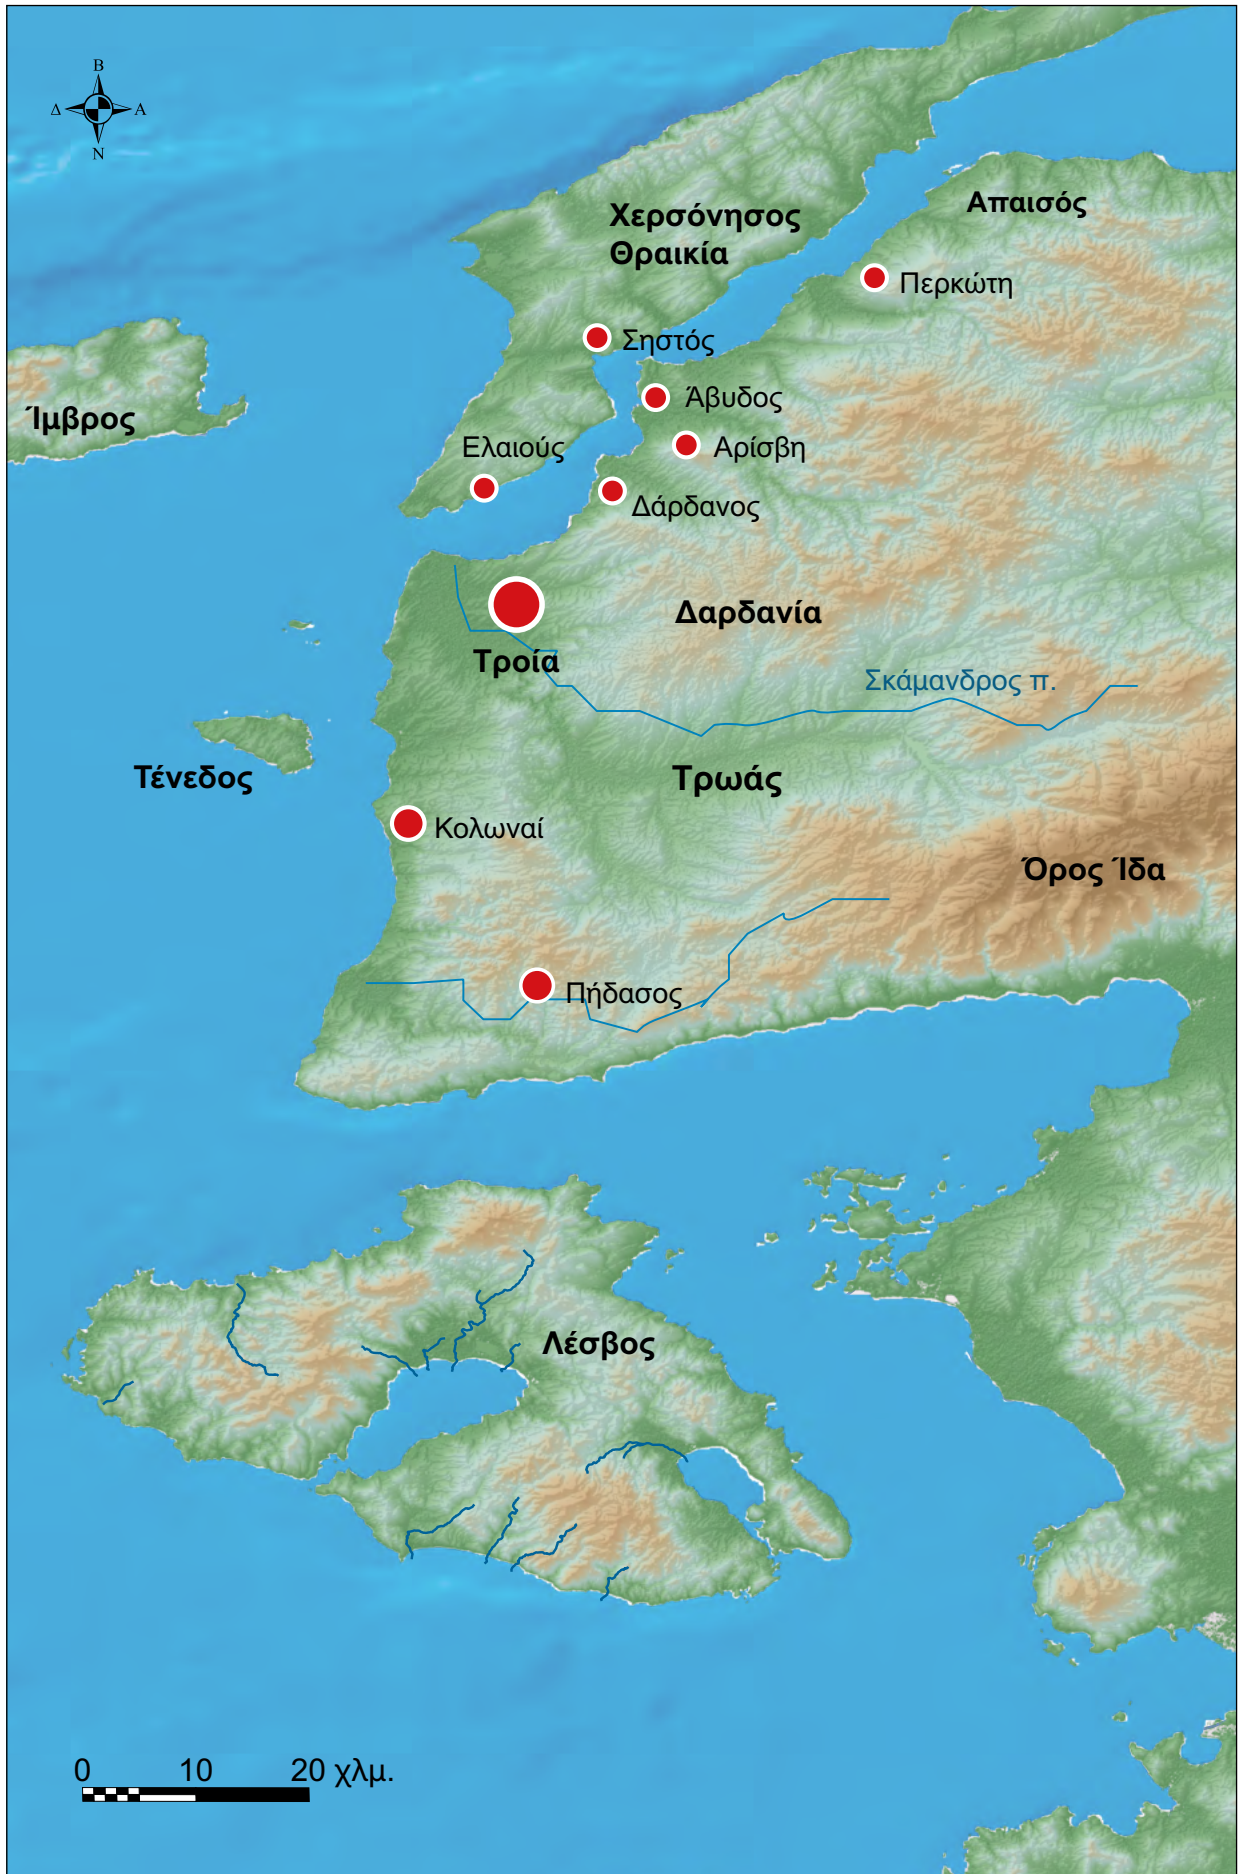 Β
Δ
Α
Ν
Απαισός
Χερσόνησος
Θραικία
Περκώτη
Σηστός
Άβυδος
Ίμβρος
Ελαιούς
Αρίσβη
Δάρδανος
Δαρδανία
Τροία
Σκάμανδρος π.
Τένεδος
Τρωάς
Κολωναί
Όρος Ίδα
Πήδασος
Λέσβος
0 10 20 χλμ.